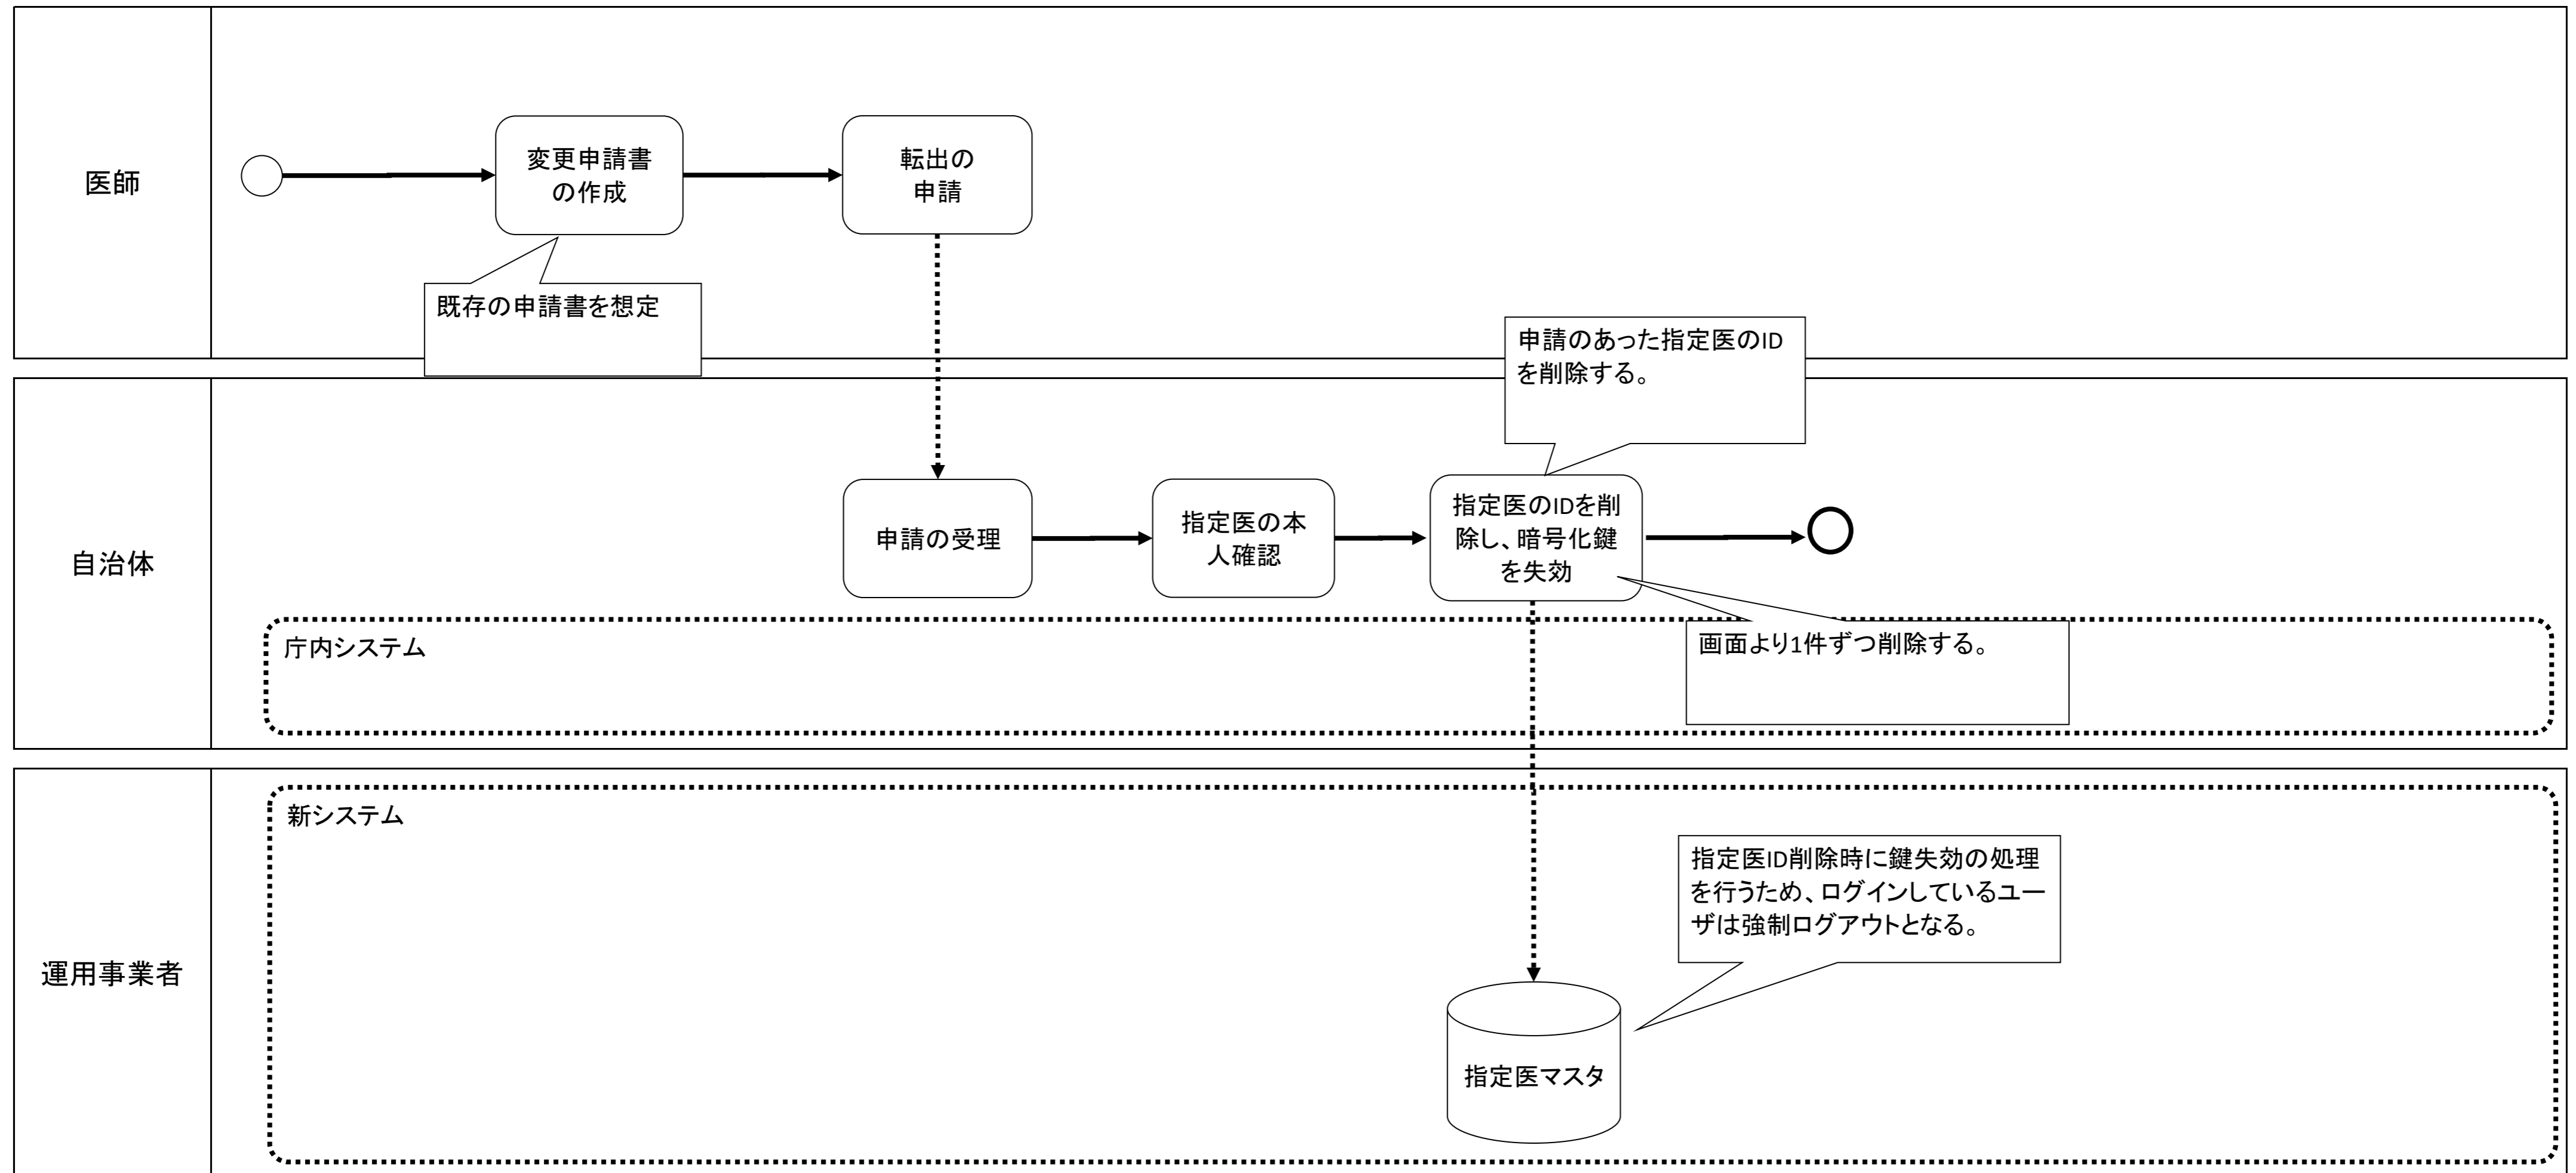 医師
変更申請書
の作成
転出の
申請
既存の申請書を想定
申請のあった指定医のID
を削除する。
自治体
申請の受理
指定医の本
人確認
指定医のIDを削
除し、暗号化鍵
を失効
庁内システム
画面より1件ずつ削除する。
運用事業者
新システム
指定医ID削除時に鍵失効の処理
を行うため、ログインしているユー
ザは強制ログアウトとなる。
指定医マスタ